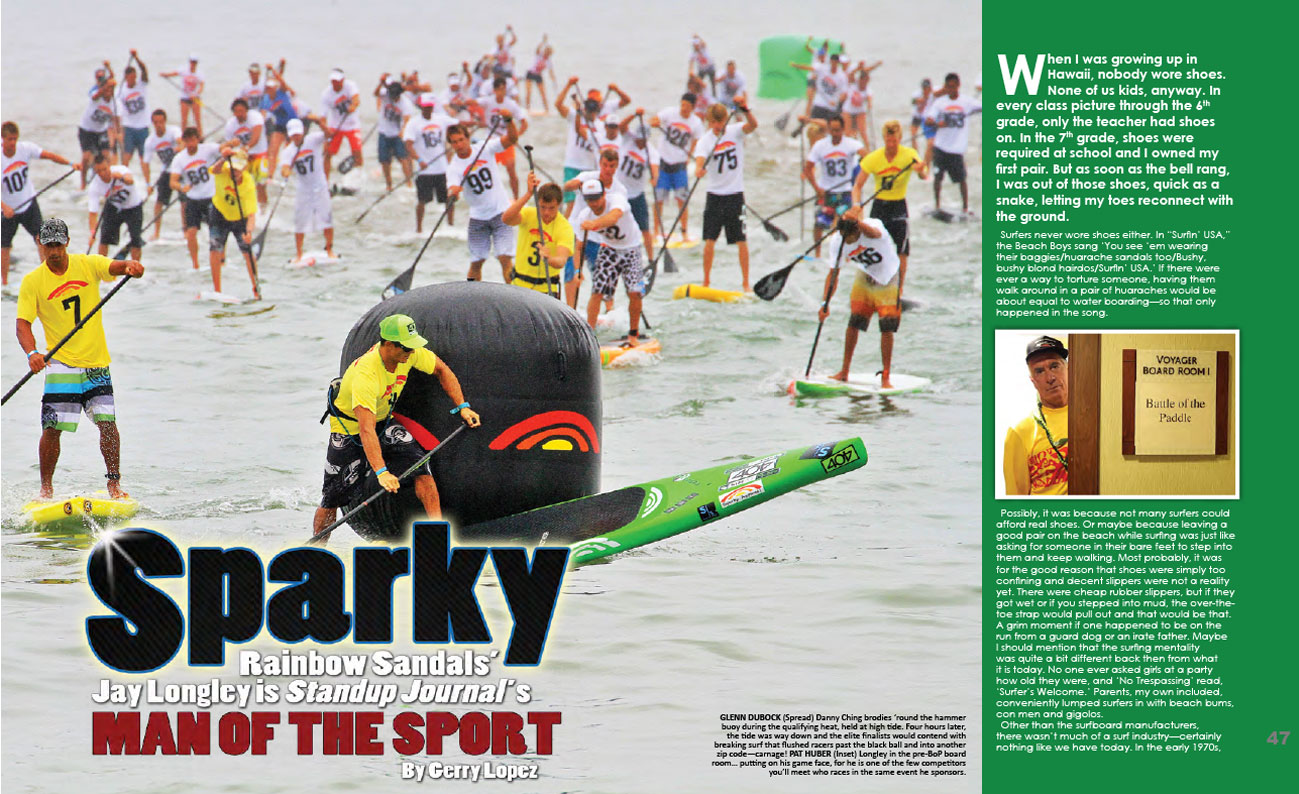 Sparky
Rainbow Sandals'
Jay Longley is Standup Journal's
MAN OF THE SPORT
By Gerry Lopez
GLENN DUBOCK (Spread) Danny Ching brodies 'round the hammer
buoy during the qualifying heat, held at high tide. Four hours later,
the tide was way down and the elite finalists would contend with
breaking surf that flushed racers past the black ball and into another
zip code—carnage! PAT HUBER (Inset) Longley in the pre-BoP board
room... putting on his game face, for he is one of the few competitors
you'll meet who races in the same event he sponsors.
When I was growing up in
Hawaii, nobody wore shoes.
None of us kids, anyway. In
every class picture through the 6th
grade, only the teacher had shoes
on. In the 7th grade, shoes were
required at school and I owned my
first pair. But as soon as the bell rang,
I was out of those shoes, quick as a
snake, letting my toes reconnect with
the ground.
Surfers never wore shoes either. In "Surfin' USA,"
the Beach Boys sang 'You see 'em wearing
their baggies/huarache sandals too/Bushy,
bushy blond hairdos/Surfin' USA.' If there were
ever a way to torture someone, having them
walk around in a pair of huaraches would be
about equal to water boarding—so that only
happened in the song.
VOYAGER
BOARD ROOM I
Battle of the
Paddle
Possibly, it was because not many surfers could
afford real shoes. Or maybe because leaving a
good pair on the beach while surfing was just like
asking for someone in their bare feet to step into
them and keep walking. Most probably, it was
for the good reason that shoes were simply too
confining and decent slippers were not a reality
yet. There were cheap rubber slippers, but if they
got wet or if you stepped into mud, the over-the-
toe strap would pull out and that would be that.
A grim moment if one happened to be on the
run from a guard dog or an irate father. Maybe
I should mention that the surfing mentality
was quite a bit different back then from what
it is today. No one ever asked girls at a party
how old they were, and 'No Trespassing' read,
'Surfer's Welcome.' Parents, my own included,
conveniently lumped surfers in with beach bums,
con men and gigolos.
Other than the surfboard manufacturers,
there wasn't much of a surf industry—certainly
nothing like we have today. In the early 1970s,
47
7
99
75
67
83
68
113
3
404